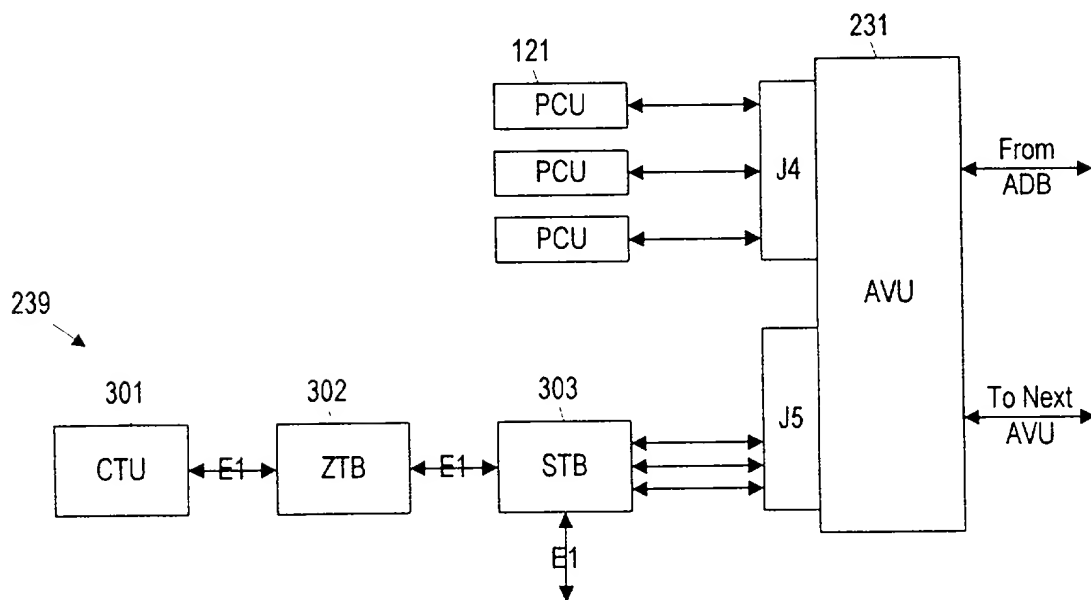 231
121
PCU
PCU
PCU
J4
From
ADB
AVU
239
301
302
303
CTU
E1
ZTB
E1
STB
J5
To Next
AVU
E1